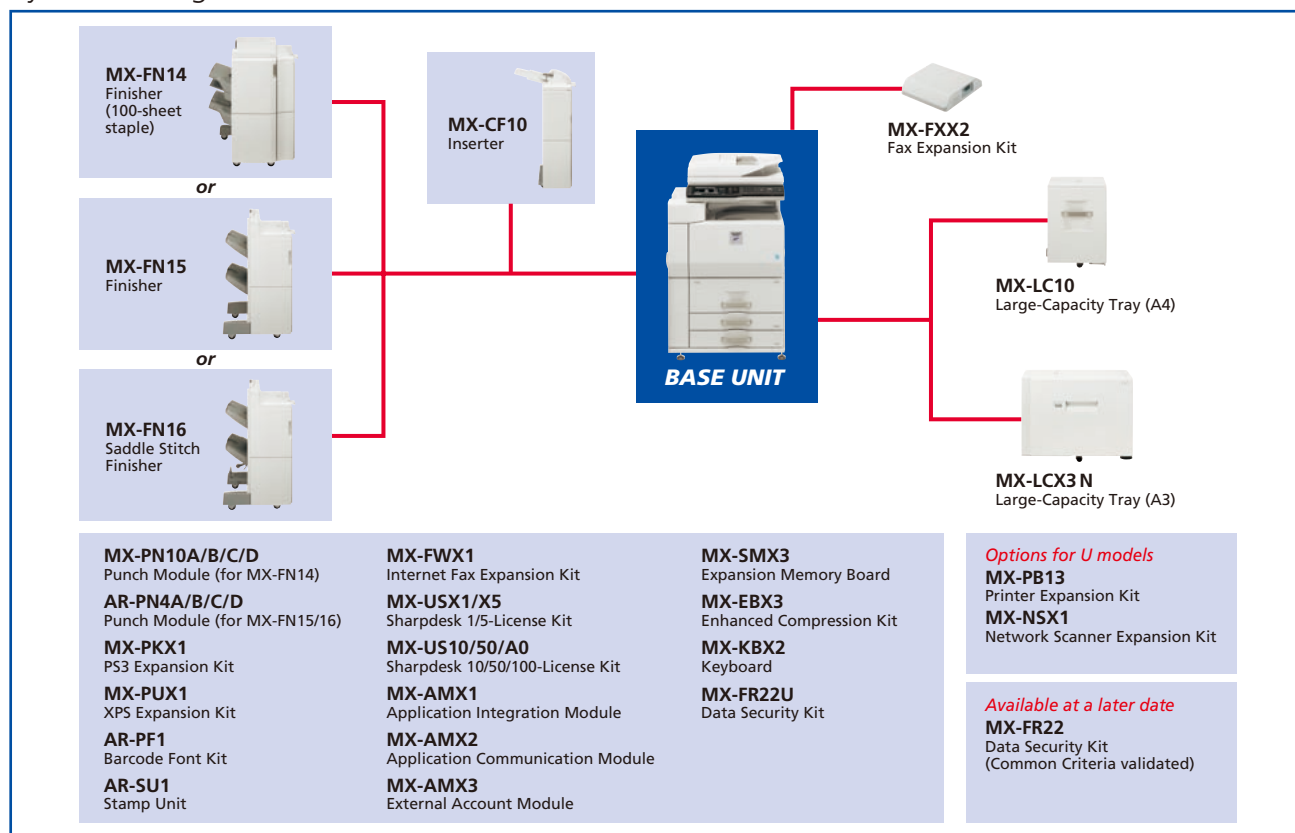 MX-FN14
Finisher
(100-sheet
staple)
or
MX-FN15
Finisher
or
MX-FN16
Saddle Stitch
Finisher
MX-CF10
Inserter
BASE UNIT
MX-FXX2
Fax Expansion Kit
MX-LC10
Large-Capacity Tray (A4)
MX-LCX3 N
Large-Capacity Tray (A3)
MX-PN10A/B/C/D
Punch Module (for MX-FN14)
AR-PN4A/B/C/D
Punch Module (for MX-FN15/16)
MX-PKX1
PS3 Expansion Kit
MX-PUX1
XPS Expansion Kit
AR-PF1
Barcode Font Kit
AR-SU1
Stamp Unit
MX-FWX1
Internet Fax Expansion Kit
MX-USX1/X5
Sharpdesk 1/5-License Kit
MX-US10/50/A0
Sharpdesk 10/50/100-License Kit
MX-AMX1
Application Integration Module
MX-AMX2
Application Communication Module
MX-AMX3
External Account Module
MX-SMX3
Expansion Memory Board
MX-EBX3
Enhanced Compression Kit
MX-KBX2
Keyboard
MX-FR22U
Data Security Kit
Options for U models
MX-PB13
Printer Expansion Kit
MX-NSX1
Network Scanner Expansion Kit
Available at a later date
MX-FR22
Data Security Kit
(Common Criteria validated)